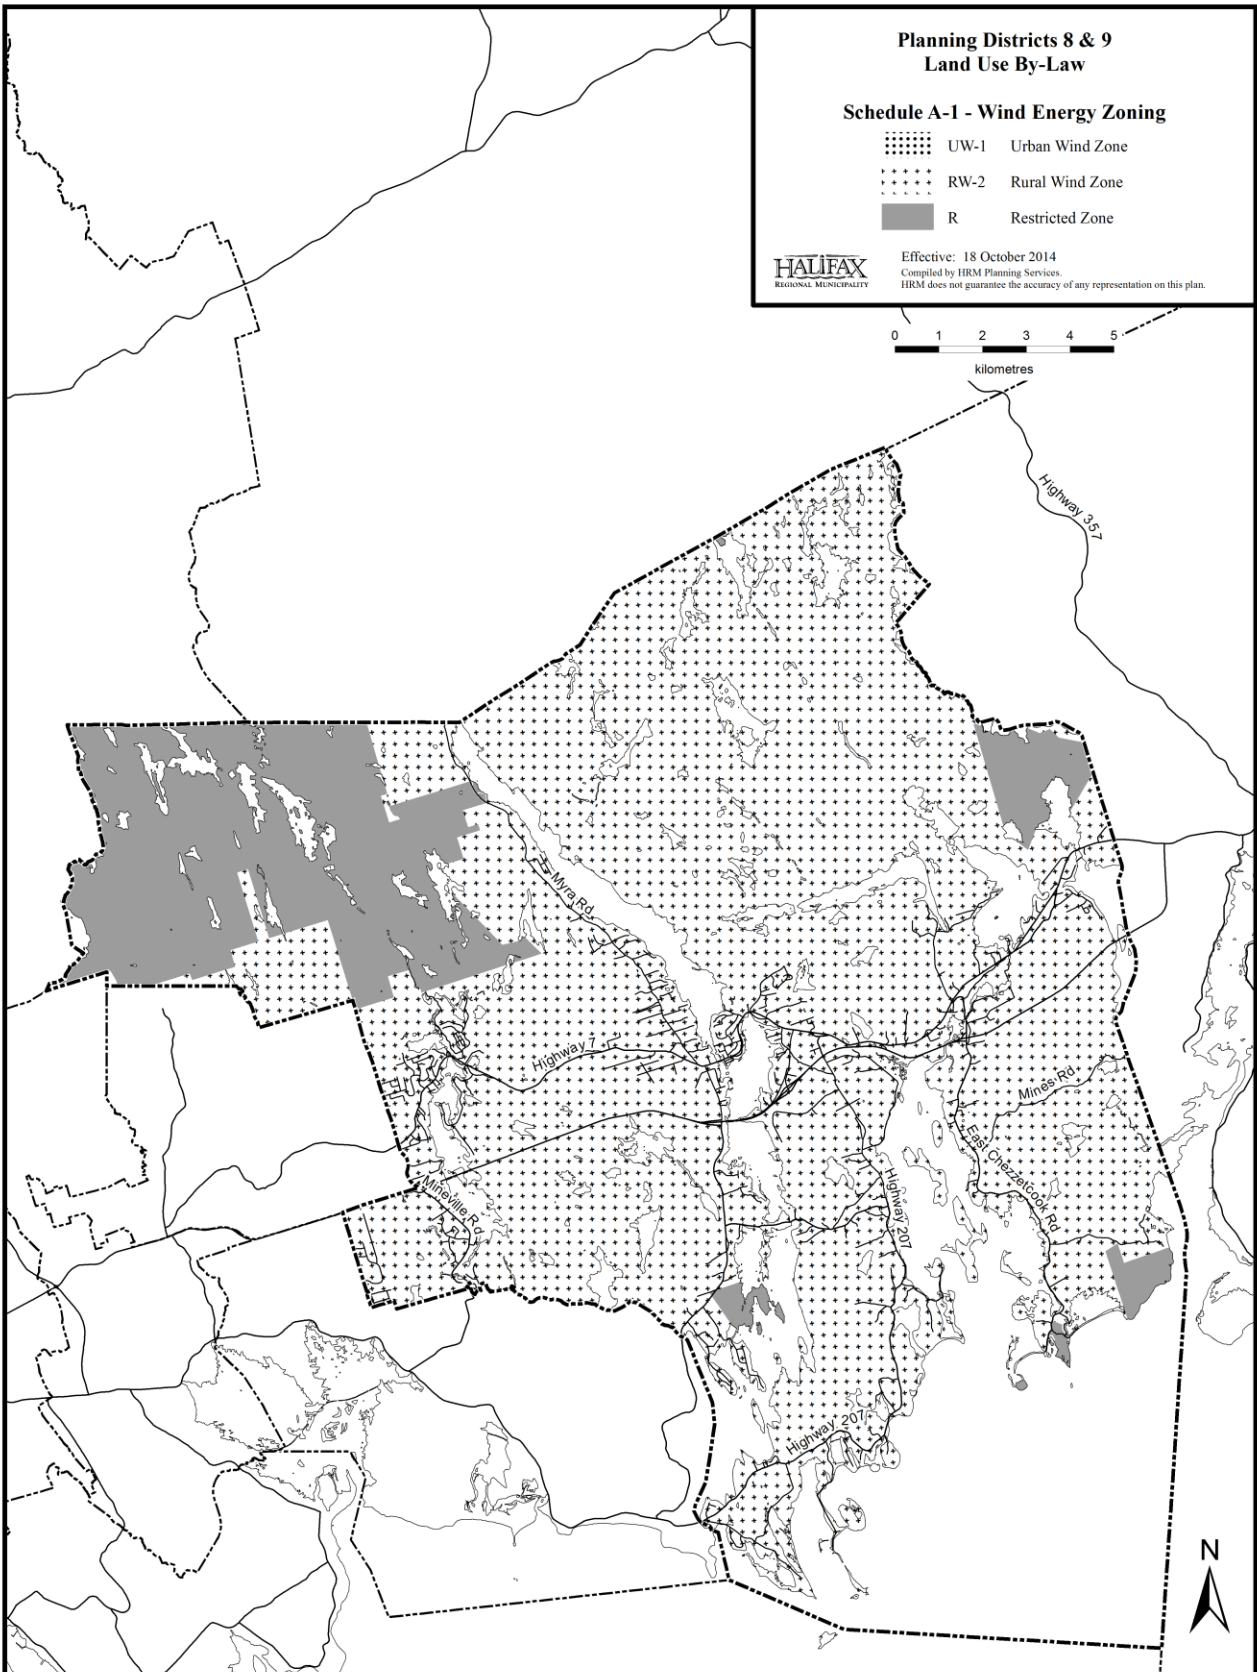 Planning Districts 8 & 9
Land Use By-Law
Schedule A-1 - Wind Energy Zoning
UW-1 Urban Wind Zone
RW-2 Rural Wind Zone
R Restricted Zone
HALIFAX
REGIONAL MUNICIPALITY
Effective: 18 October 2014
Compiled by HRM Planning Services.
HRM does not guarantee the accuracy of any representation on this plan.
0 1 2 3 4 5
kilometres
Highway 357
Myra Rd
Highway 7
Mines Rd
East Chezzetcook Rd
Mineville Rd
Highway 207
Highway 207
N